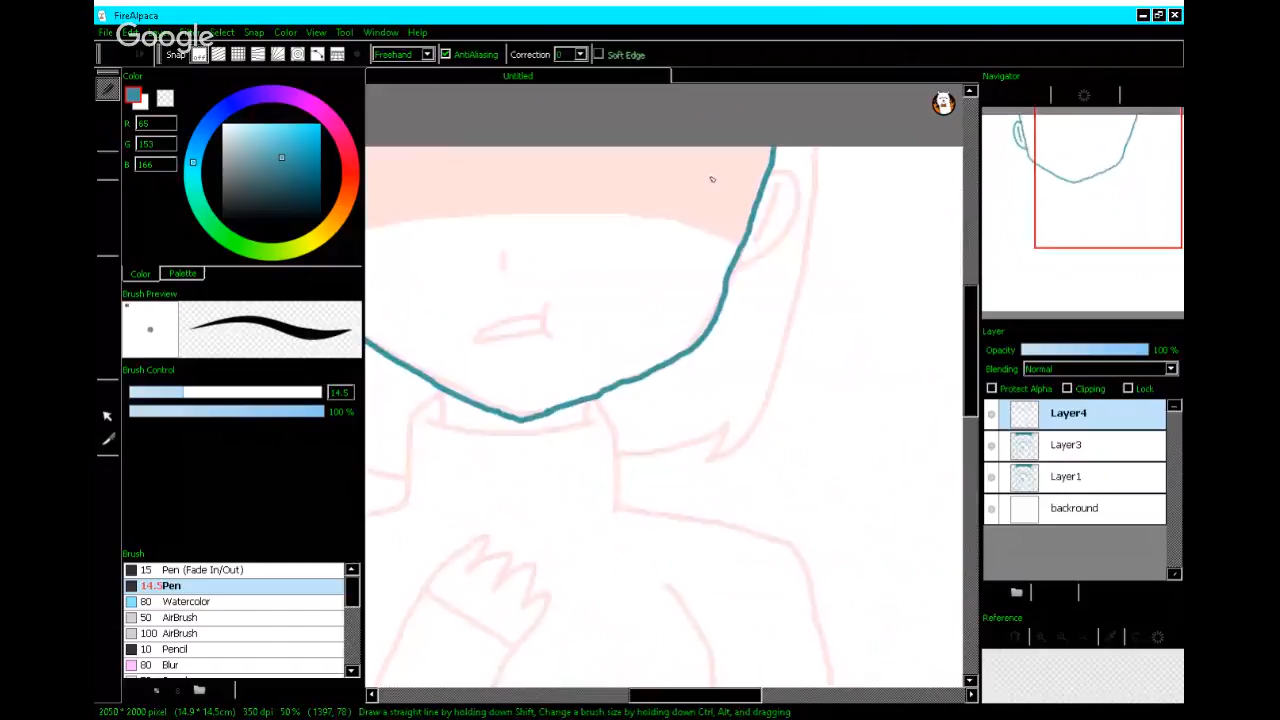 FireAlpaca
Google
File Edit Select Snap Color View Tool Window Help
Snap off Freehand AntiAliasing Correction 0 Soft Edge
Color
Untitled
Navigator
R 65
G 153
B 166
Color Palette
Brush Preview
Brush Control
14.5
100 %
Layer
Opacity 100 %
Blending Normal
Protect Alpha Clipping Lock
Layer4
Layer3
Layer1
backround
Brush
15 Pen (Fade In/Out)
14.5 Pen
80 Watercolor
50 AirBrush
100 AirBrush
10 Pencil
80 Blur
Reference
2050 * 2000 pixel (14.9 * 14.5cm) 350 dpi 50 % ( 1397, 78 ) Draw a straight line by holding down Shift, Change a brush size by holding down Ctrl, Alt, and dragging